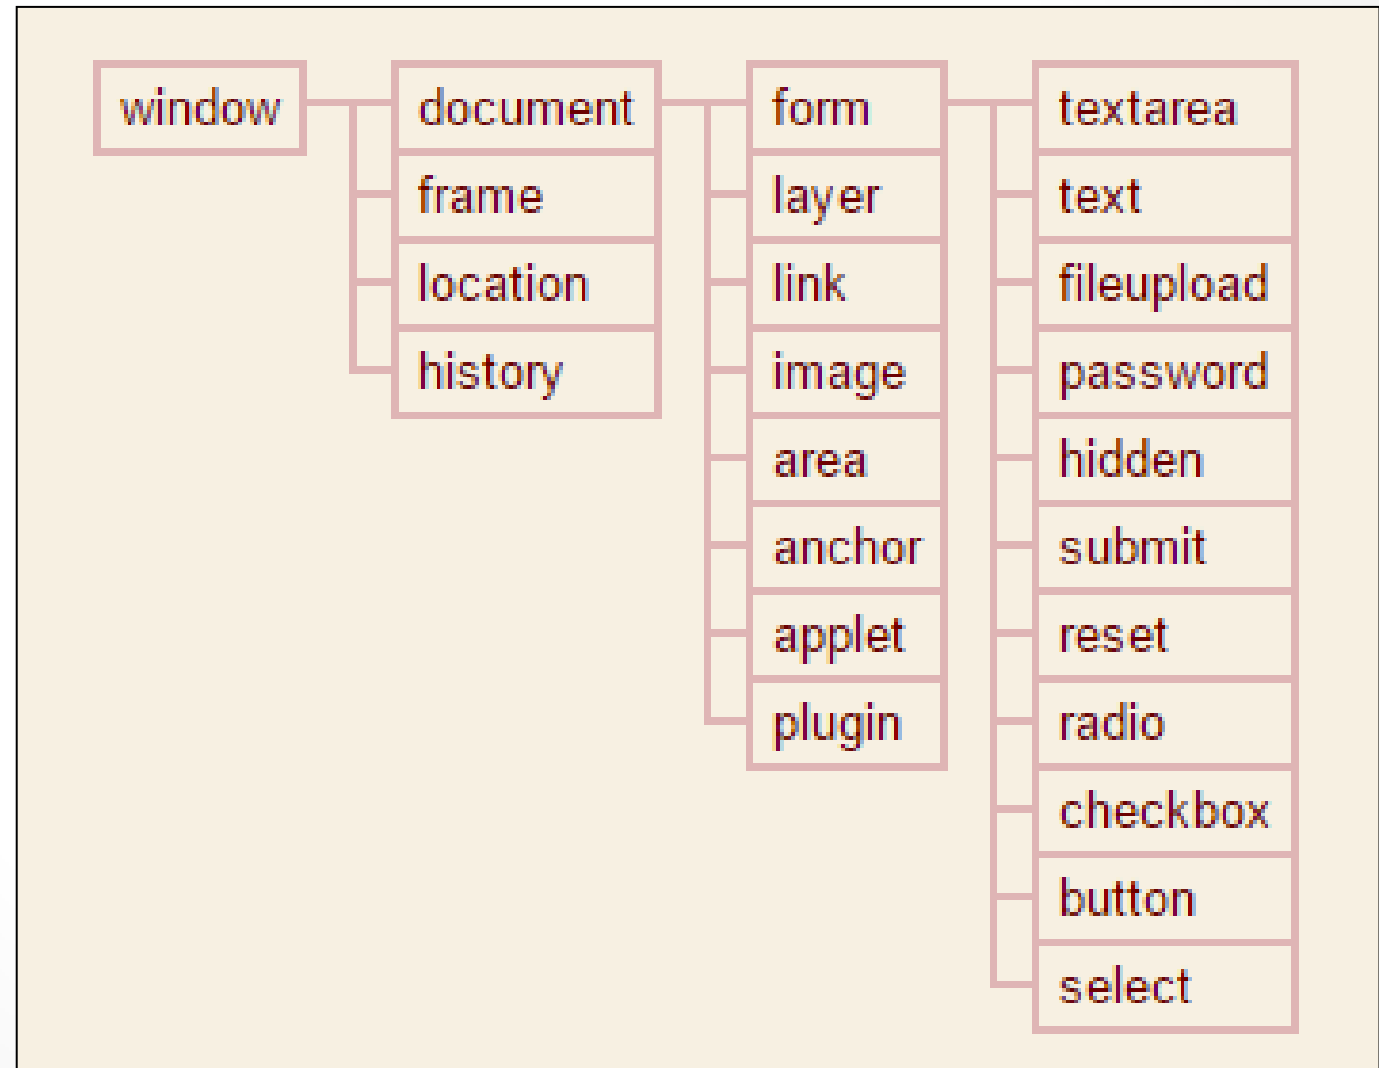 window
document
frame
location
history
form
layer
link
image
area
anchor
applet
plugin
textarea
text
fileupload
password
hidden
submit
reset
radio
checkbox
button
select